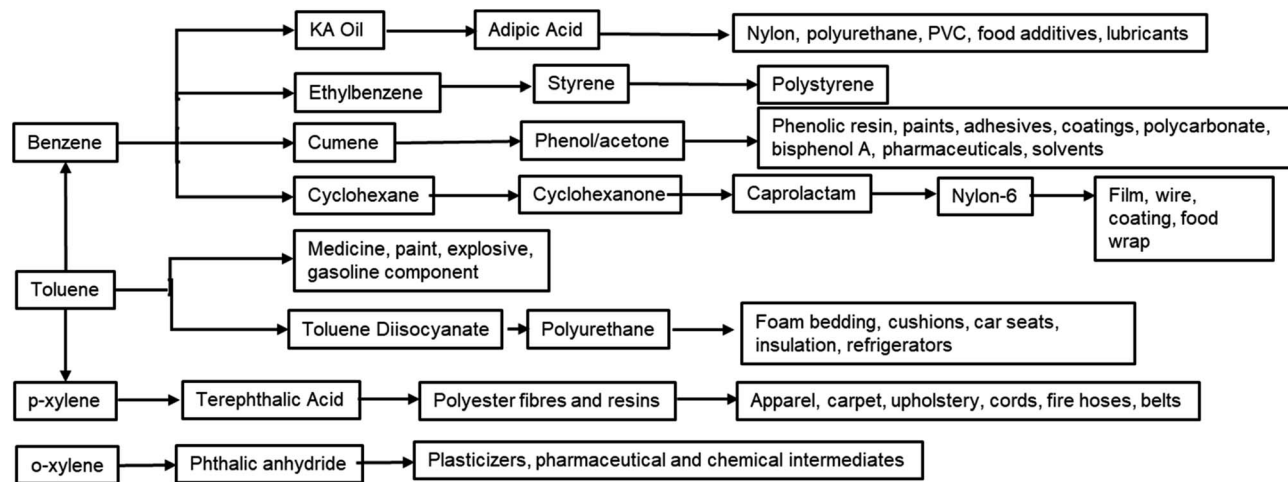 KA Oil
Adipic Acid
Nylon, polyurethane, PVC, food additives, lubricants
Ethylbenzene
Styrene
Polystyrene
Benzene
Cumene
Phenol/acetone
Phenolic resin, paints, adhesives, coatings, polycarbonate,
bisphenol A, pharmaceuticals, solvents
Cyclohexane
Cyclohexanone
Caprolactam
Nylon-6
Film, wire,
coating, food
wrap
Toluene
Medicine, paint, explosive,
gasoline component
Toluene Diisocyanate
Polyurethane
Foam bedding, cushions, car seats,
insulation, refrigerators
p-xylene
Terephthalic Acid
Polyester fibres and resins
Apparel, carpet, upholstery, cords, fire hoses, belts
o-xylene
Phthalic anhydride
Plasticizers, pharmaceutical and chemical intermediates